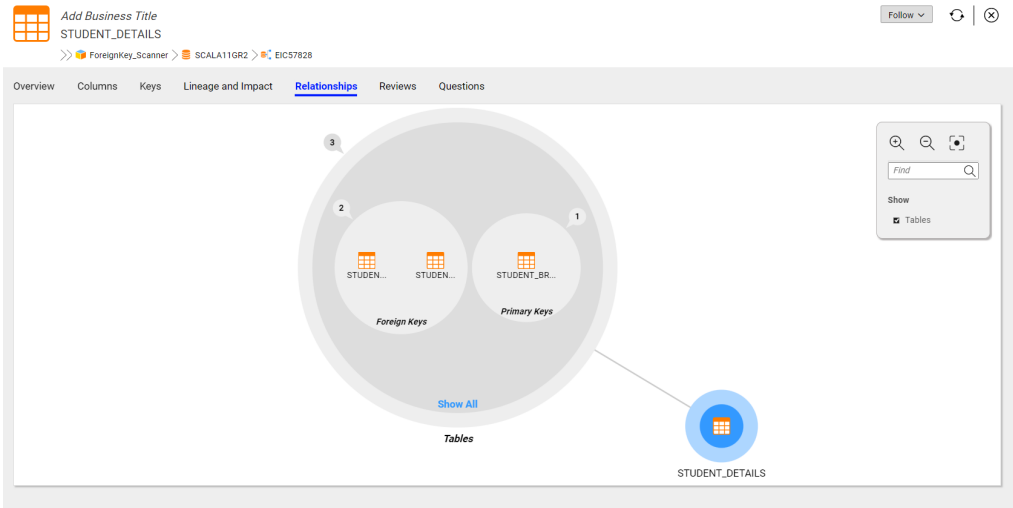 Add Business Title
STUDENT_DETAILS
Follow
ForeignKey_Scanner
SCALA11GR2
EIC57828
Overview Columns Keys Lineage and Impact Relationships Reviews Questions
3
2
1
STUDEN...
STUDEN...
STUDENT_BR...
Foreign Keys
Primary Keys
Show All
Tables
STUDENT_DETAILS
Find
Show
Tables